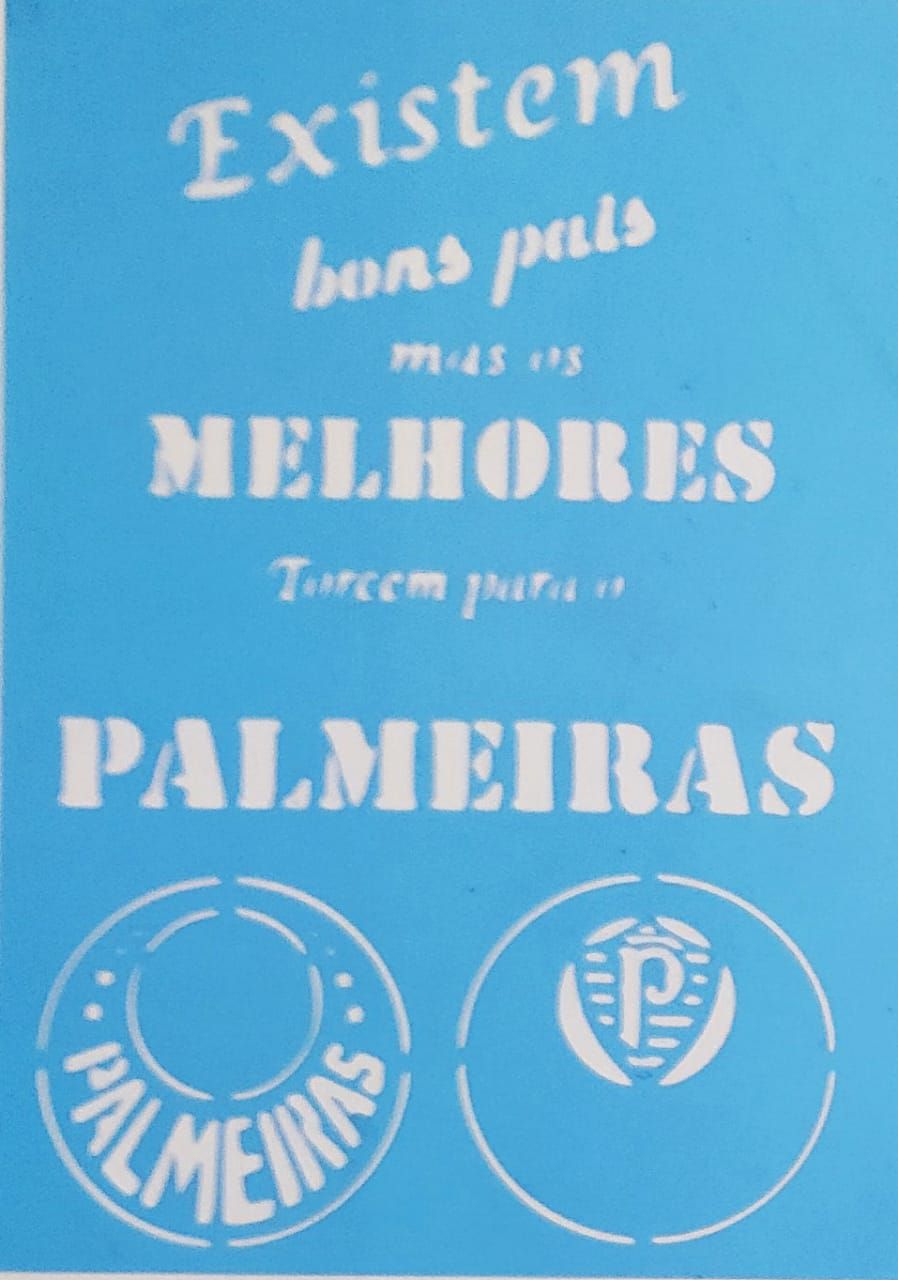 Existem
bons pais
mas os
MELHORES
Torcem para o
PALMEIRAS
PALMEIRAS
P